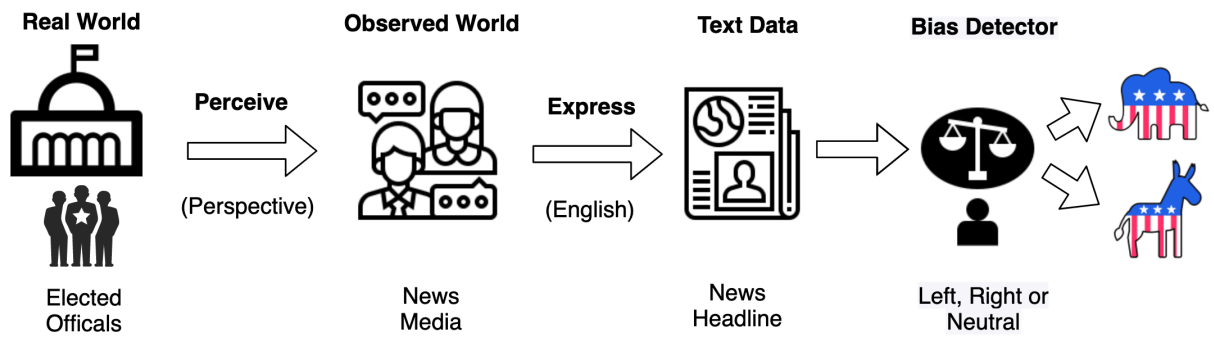 Real World
Observed World
Text Data
Bias Detector
Perceive
(Perspective)
Express
(English)
Elected
Officals
News
Media
News
Headline
Left, Right or
Neutral